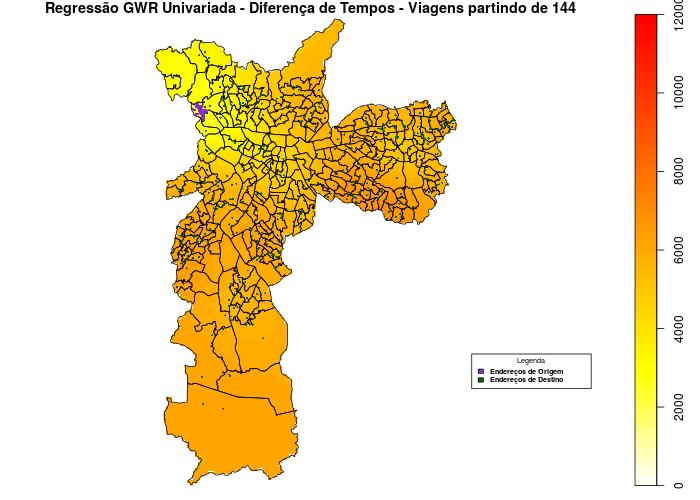 Regressão GWR Univariada - Diferença de Tempos - Viagens partindo de 144
12000
10000
8000
6000
4000
2000
0
Legenda
Endereços de Origem
Endereços de Destino